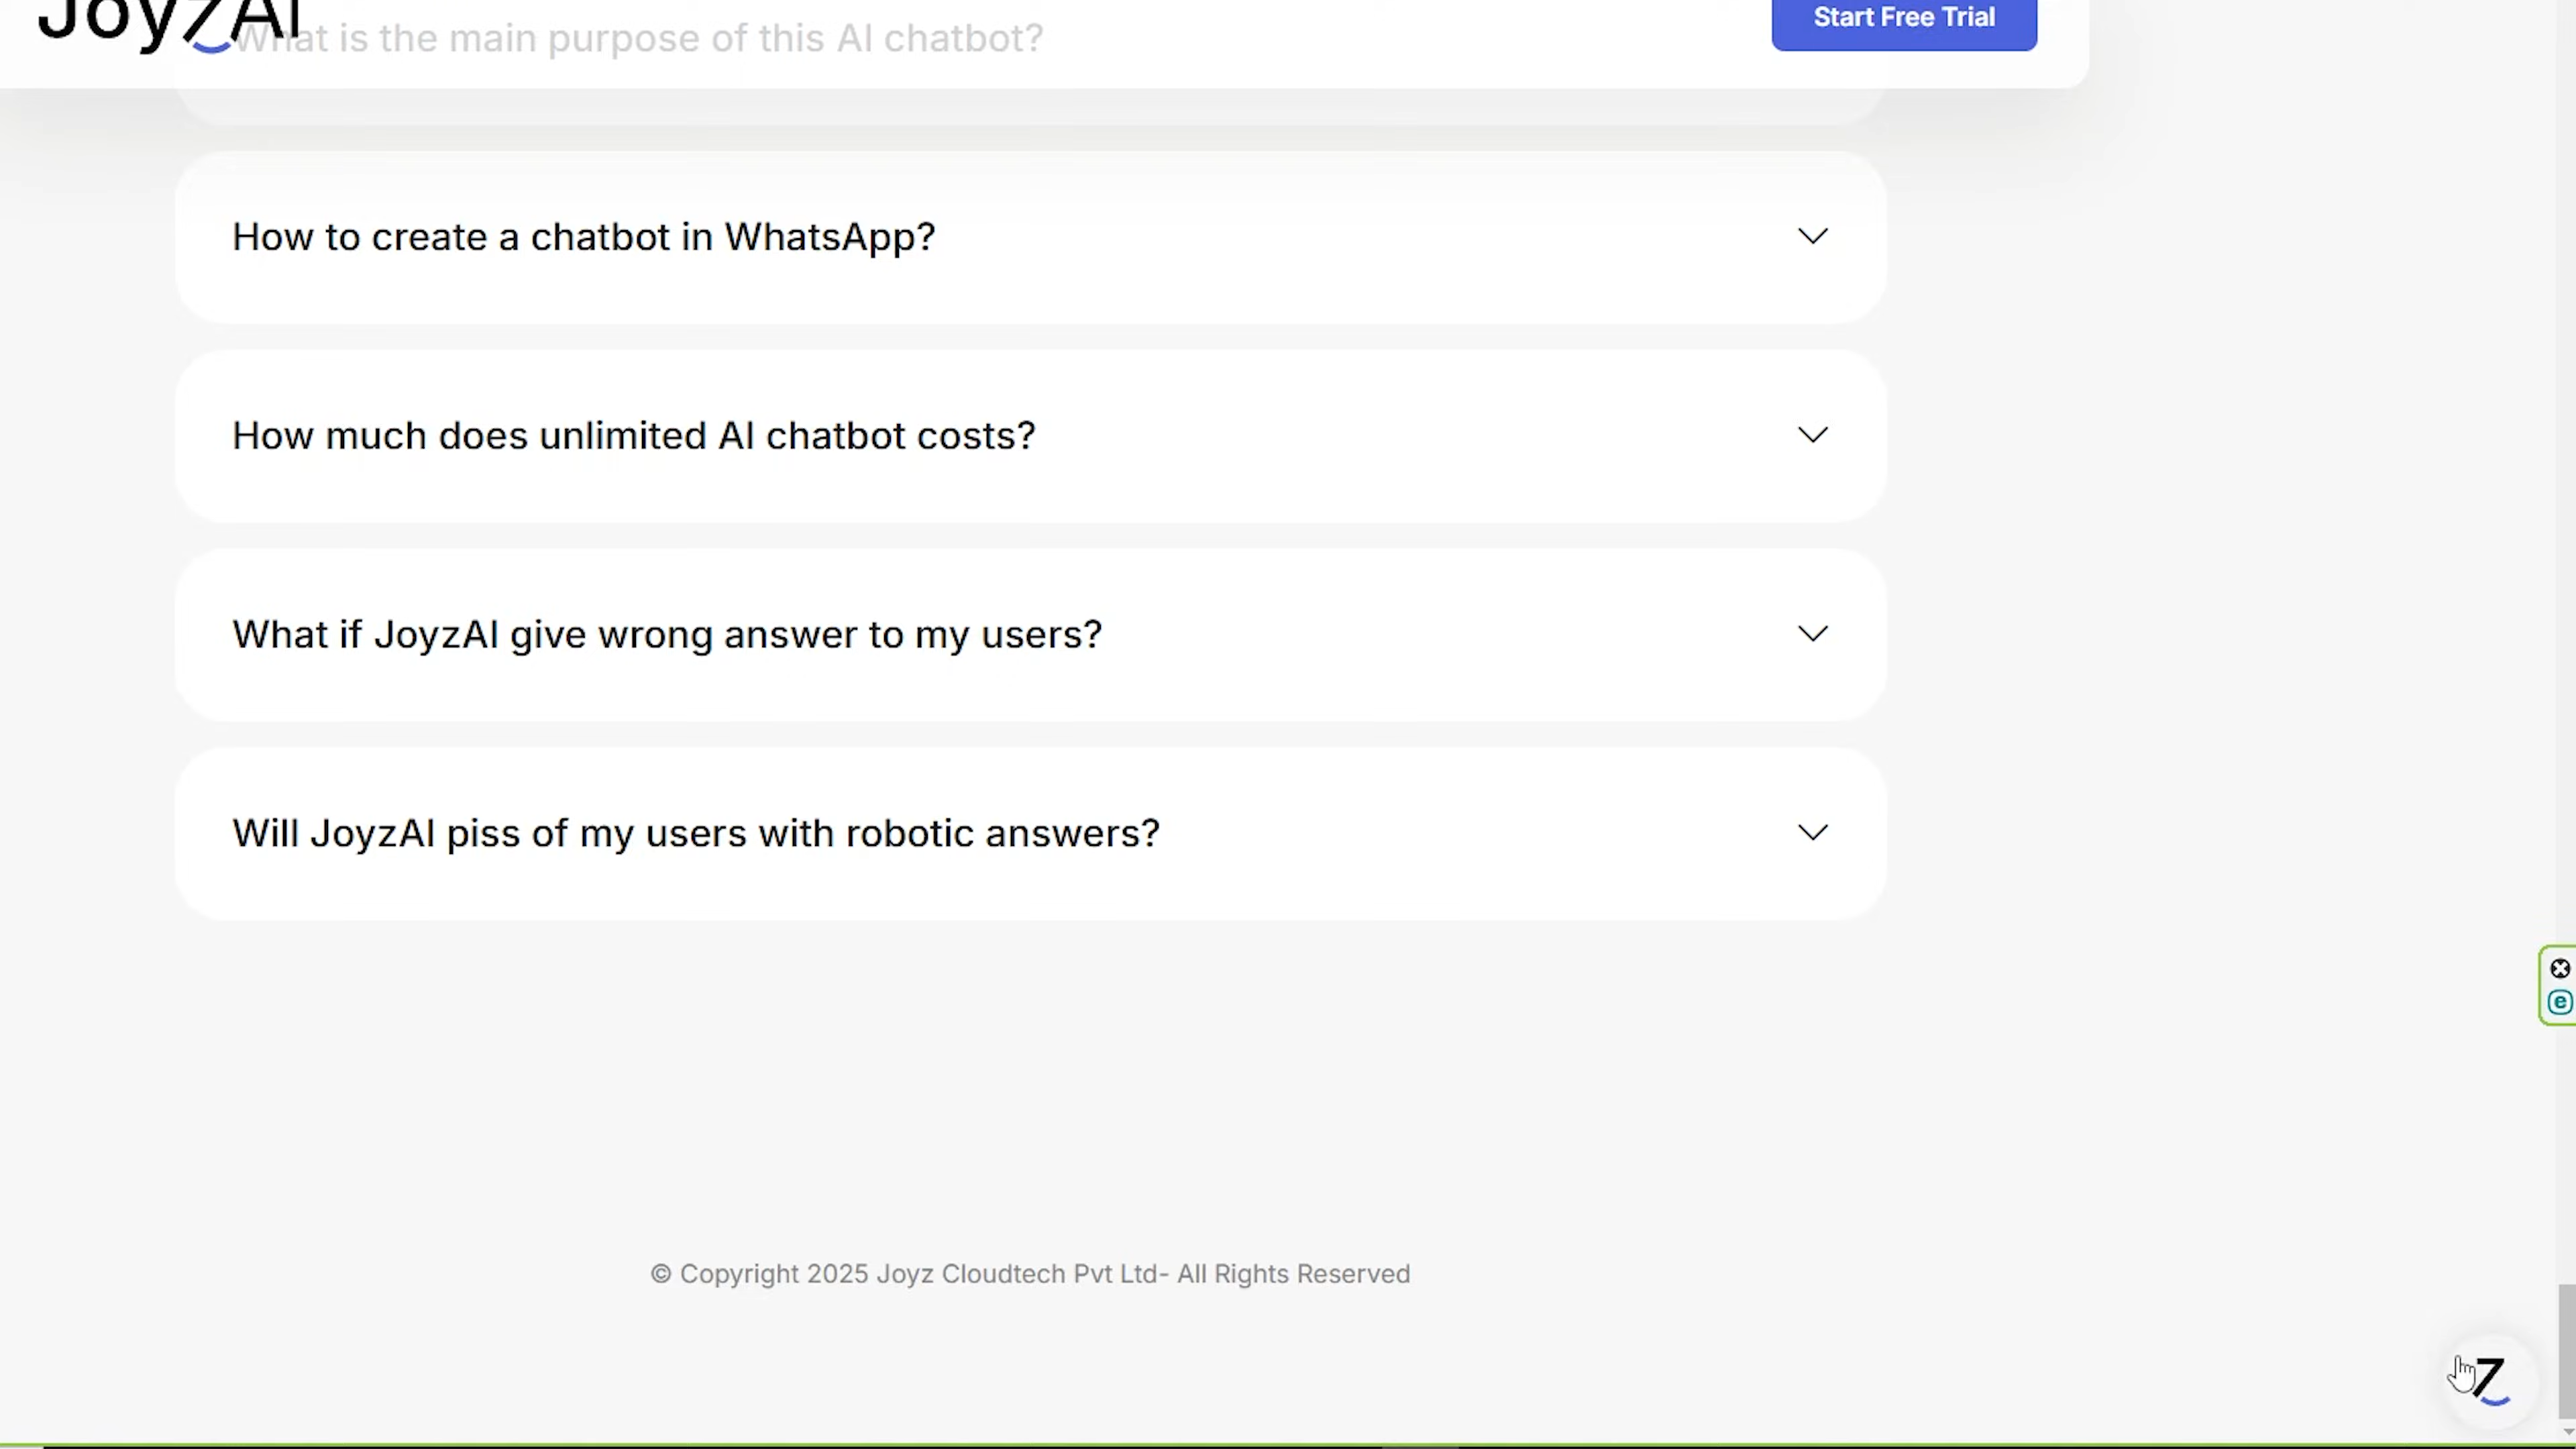 JoyzAI
What is the main purpose of this AI chatbot?
Start Free Trial
How to create a chatbot in WhatsApp?
How much does unlimited AI chatbot costs?
What if JoyzAI give wrong answer to my users?
Will JoyzAI piss of my users with robotic answers?
e
© Copyright 2025 Joyz Cloudtech Pvt Ltd- All Rights Reserved
Z